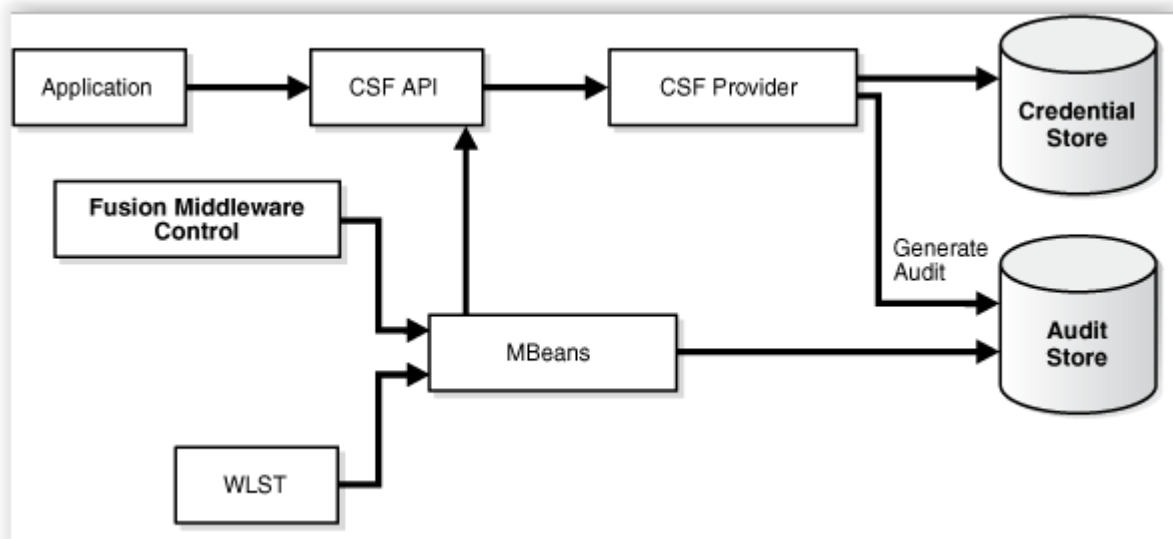 Application
CSF API
CSF Provider
Credential
Store
Fusion Middleware
Control
Generate
Audit
MBeans
Audit
Store
WLST